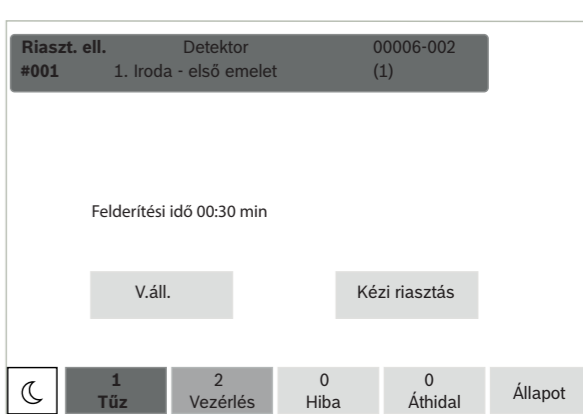 Riaszt. ell. Detektor 00006-002
#001 1. Iroda - első emelet (1)
Felderítési idő 00:30 min
V.áll. Kézi riasztás
1 2 0 0
Tűz Vezérlés Hiba Áthidal Állapot